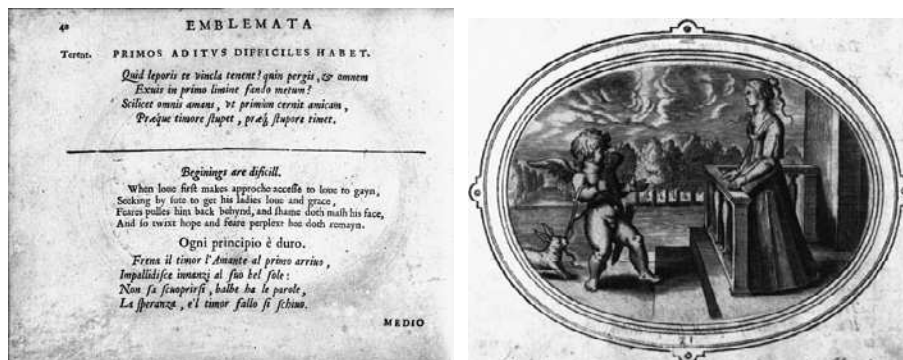 40
EMBLEMATA
Terent. PRIMOS ADITVS DIFFICILES HABET.
Quid leporis te vincla tenent? quin pergis, & omnem
Exuis in primo limine fando metum?
Scilicet omnis amans, vt primùm cernit amicam,
Præque timore stupet, præq́ stupore timet.
Beginings are dificill.
When loue first makes approche accesse to loue to gayn,
Seeking by sute to get his ladies loue and grace,
Feares pulles him back behynd, and shame doth mash his face,
And so twixt hope and feare perplext hee doth remayn.
Ogni principio è duro.
Frena il timor l'Amante al primo arriuo,
Impallidisce innanzi al suo bel sole:
Non sa scuoprirsi, balbe ha le parole,
La speranza, e'l timor fallo si schiuo.
MEDIO